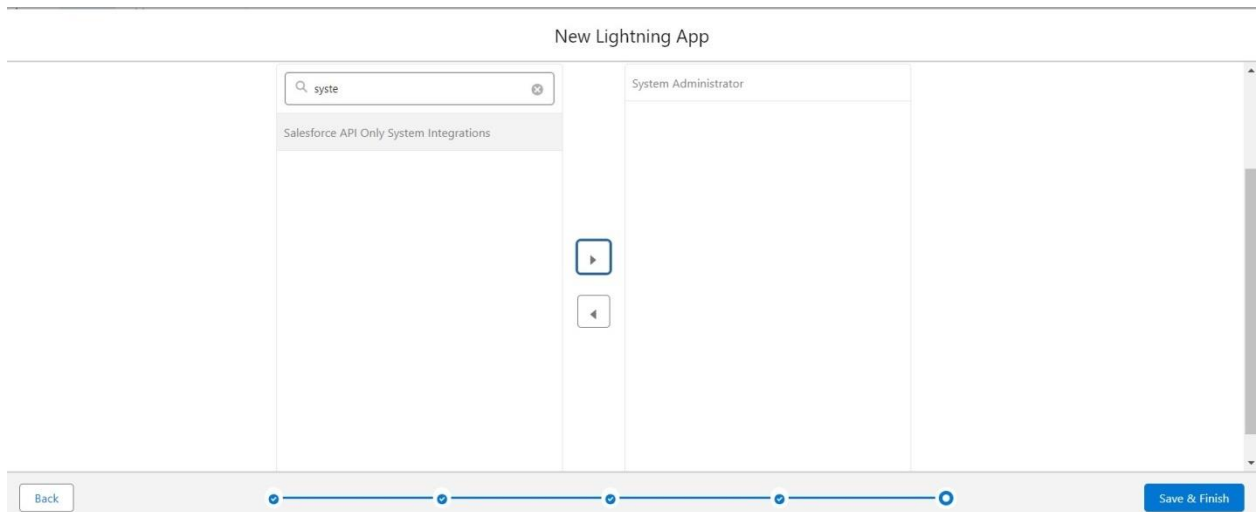 New Lightning App
syste
System Administrator
Salesforce API Only System Integrations
Back
Save & Finish